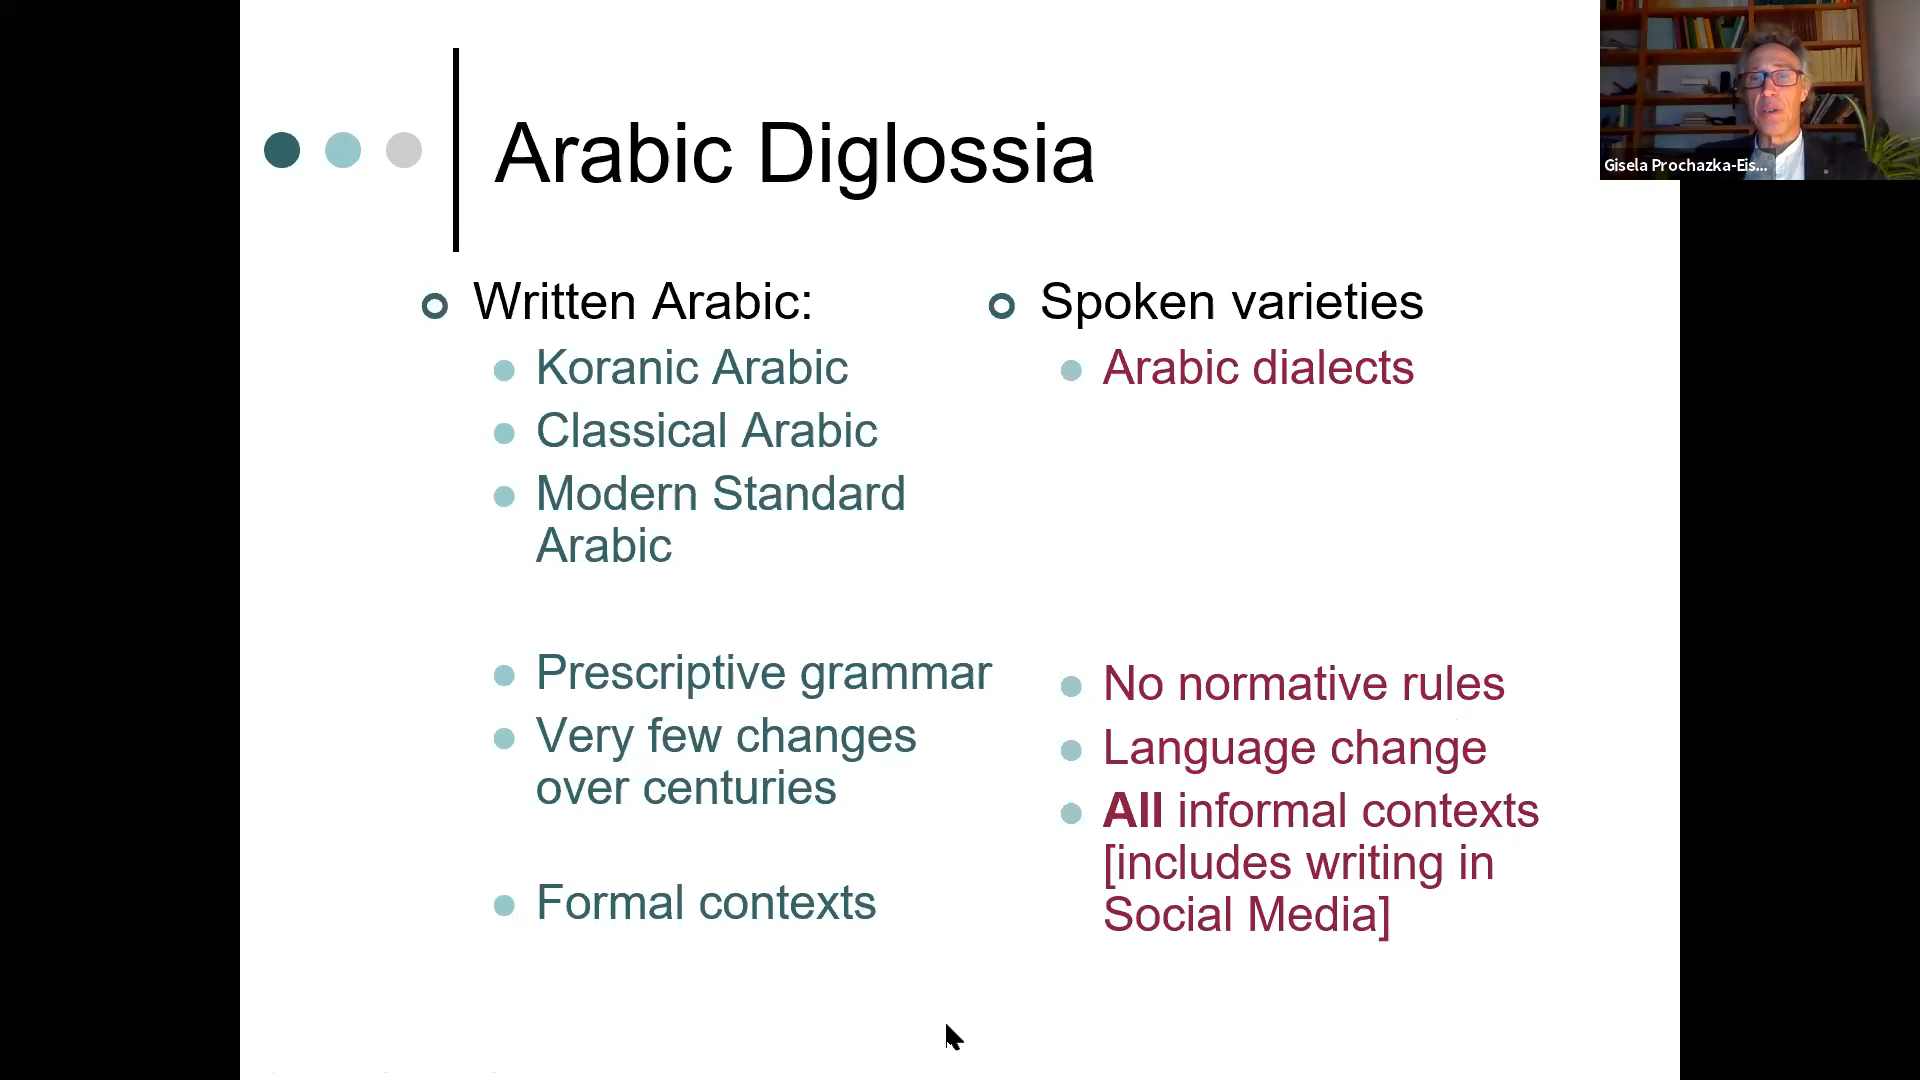 Arabic Diglossia
Written Arabic:
Koranic Arabic
Classical Arabic
Modern Standard
Arabic
Prescriptive grammar
Very few changes
over centuries
Formal contexts
Spoken varieties
Arabic dialects
No normative rules
Language change
All informal contexts
[includes writing in
Social Media]
Gisela Prochazka-Eis...